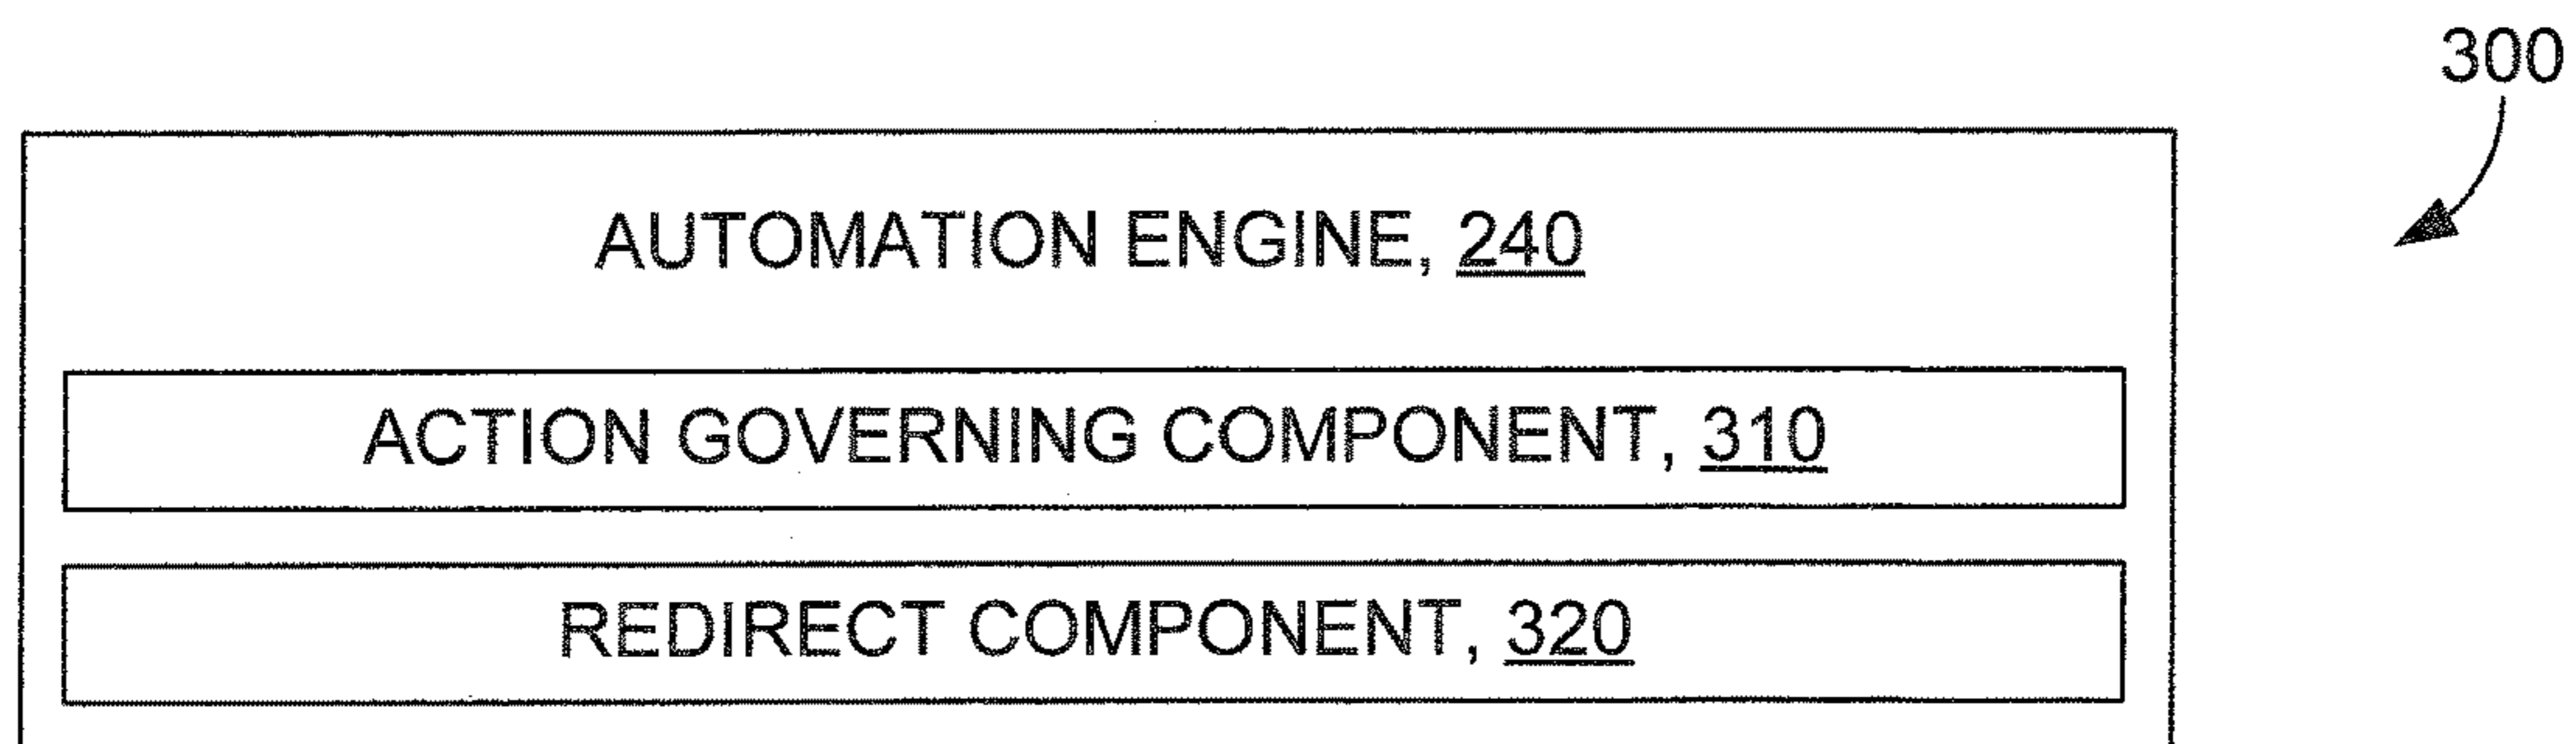 300
AUTOMATION ENGINE, 240
ACTION GOVERNING COMPONENT, 310
REDIRECT COMPONENT, 320